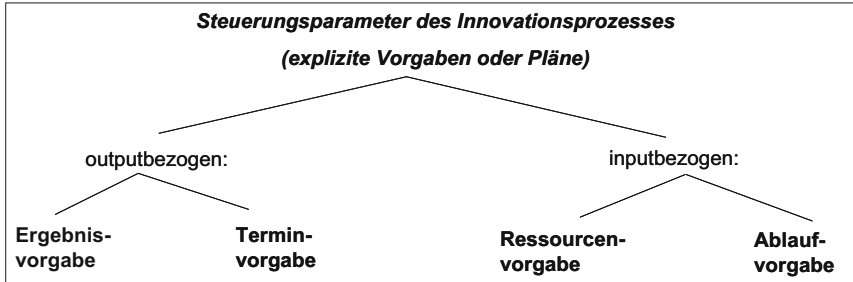 Steuerungsparameter des Innovationsprozesses
(explizite Vorgaben oder Pläne)
outputbezogen:
inputbezogen:
Ergebnis-
vorgabe
Termin-
vorgabe
Ressourcen-
vorgabe
Ablauf-
vorgabe